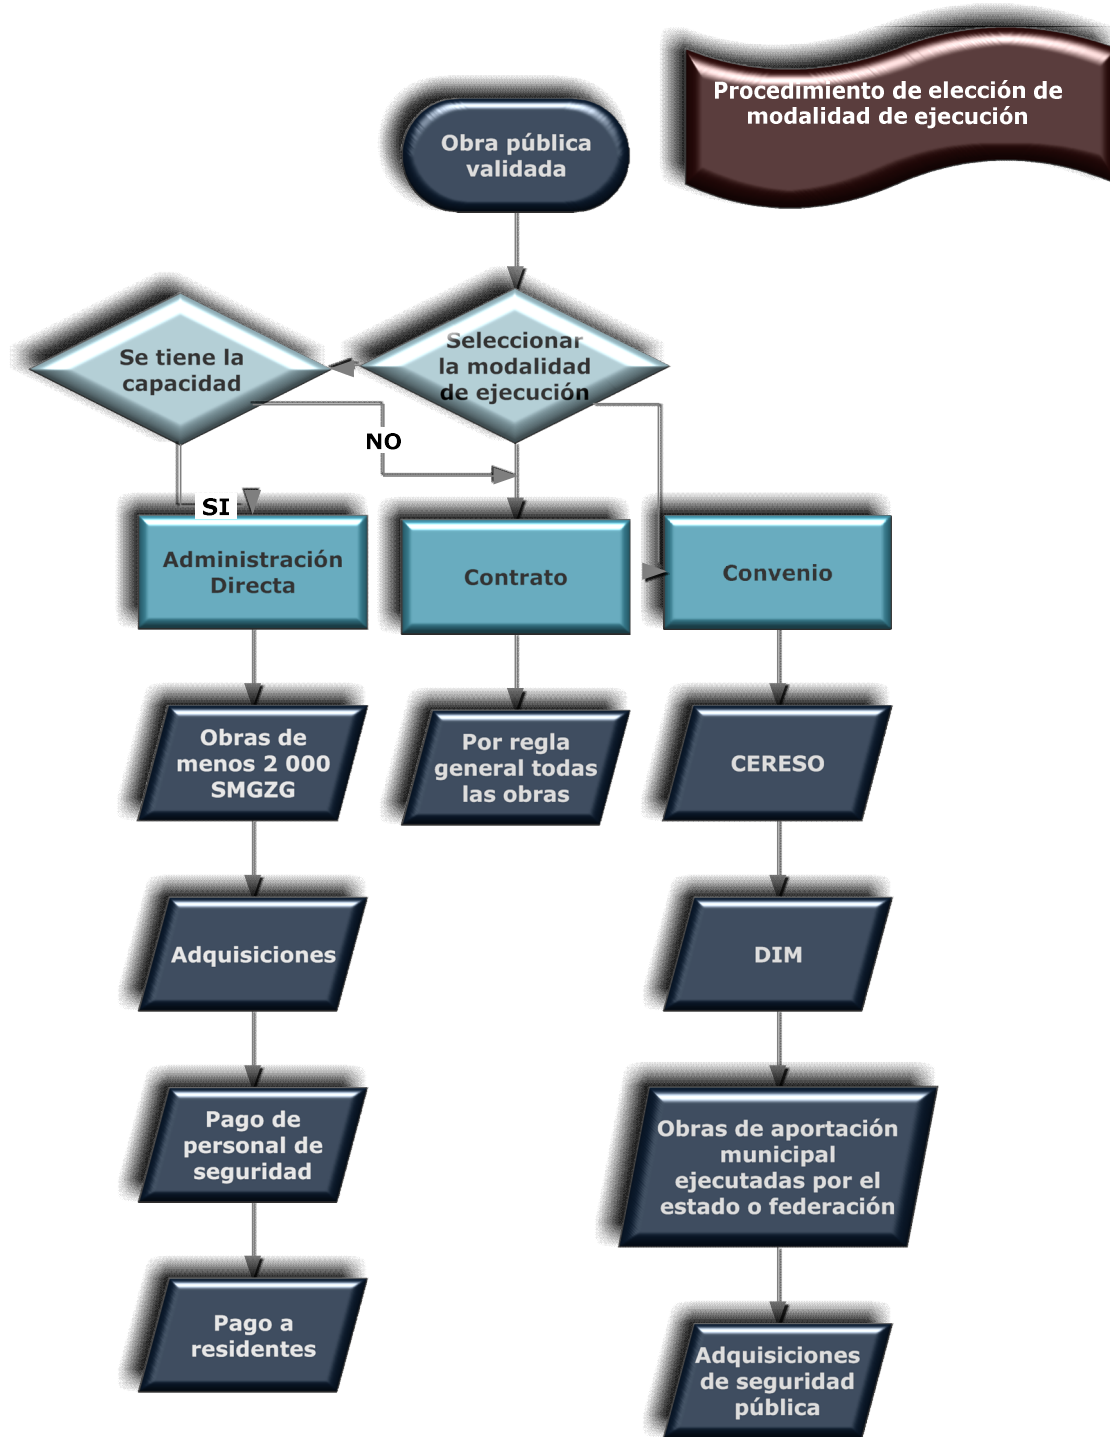 Procedimiento de elección de
modalidad de ejecución
Obra pública
validada
Seleccionar
la modalidad
de ejecución
Se tiene la
capacidad
NO
SI
Administración
Directa
Contrato
Convenio
Obras de
menos 2 000
SMGZG
Por regla
general todas
las obras
CERESO
Adquisiciones
DIM
Pago de
personal de
seguridad
Obras de aportación
municipal
ejecutadas por el
estado o federación
Pago a
residentes
Adquisiciones
de seguridad
pública